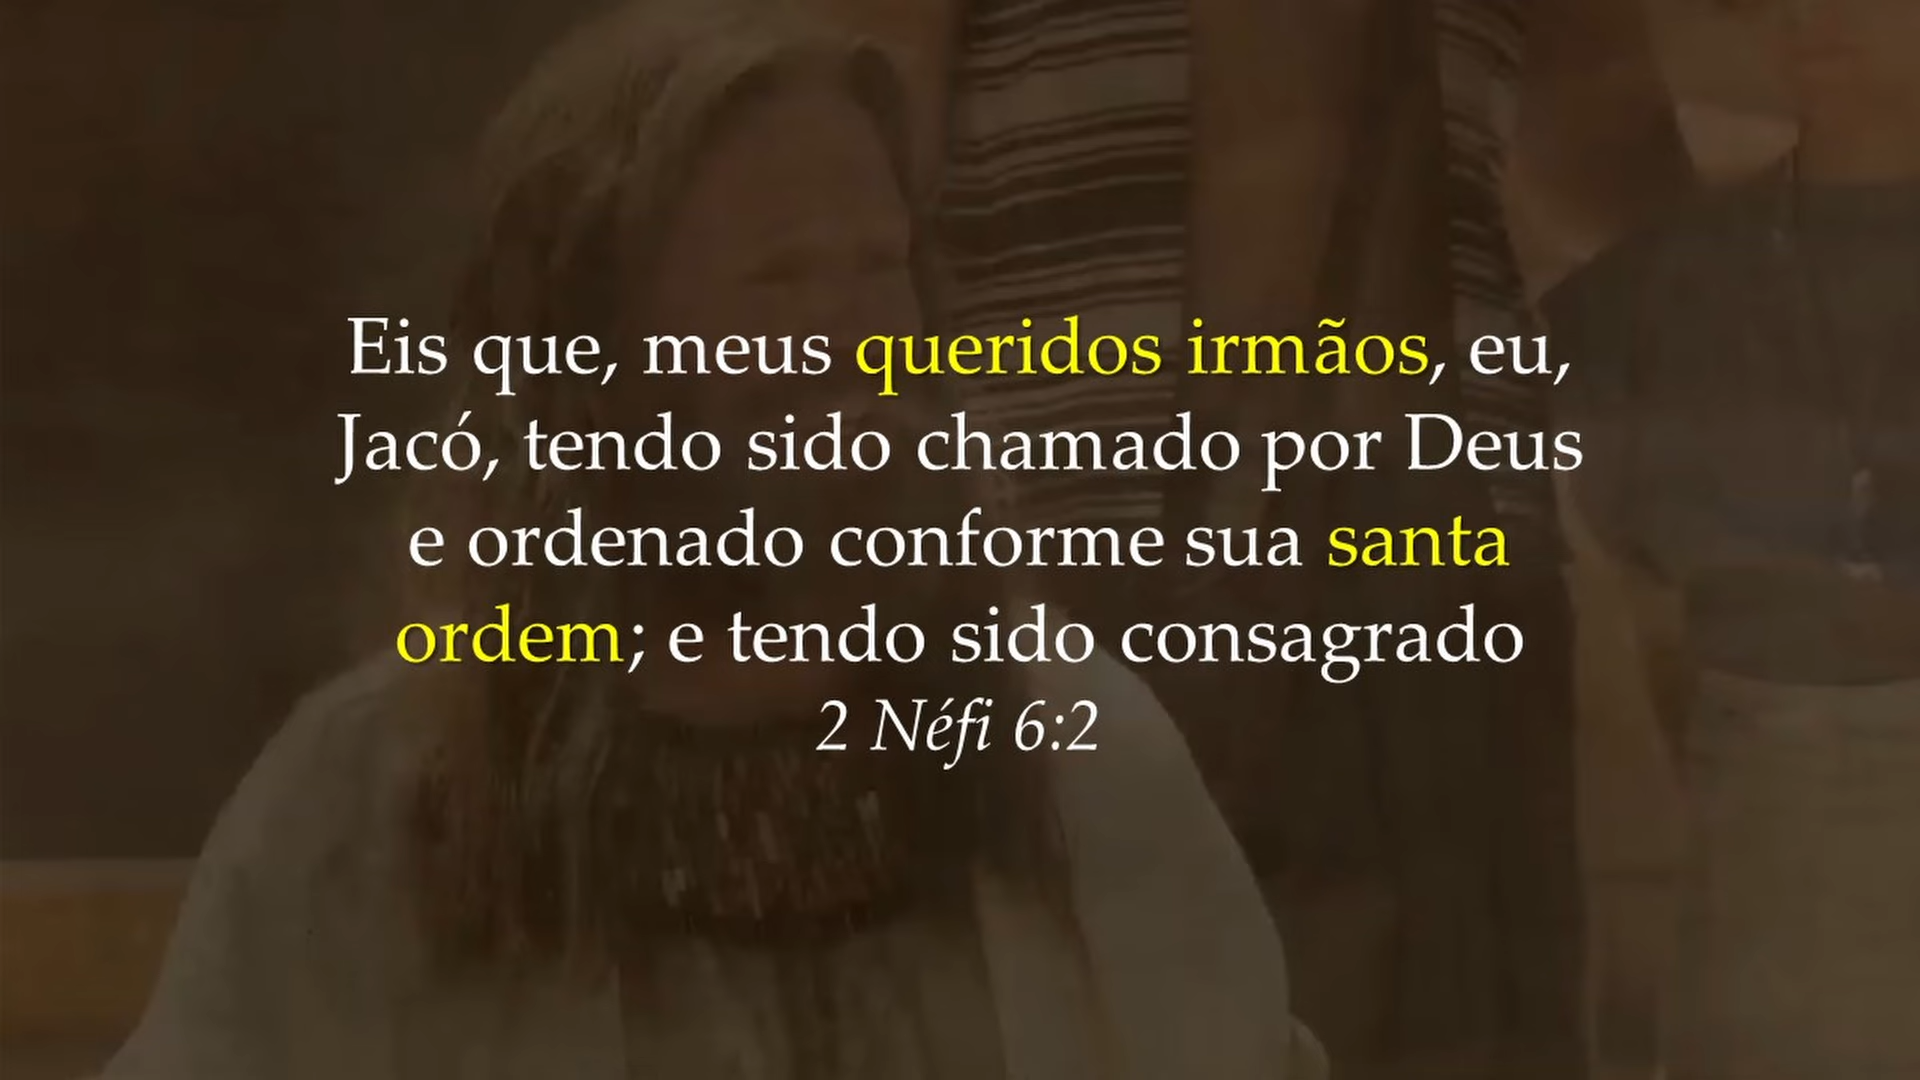 Eis que, meus queridos irmãos, eu,
Jacó, tendo sido chamado por Deus
e ordenado conforme sua santa
ordem; e tendo sido consagrado
2 Néfi 6:2